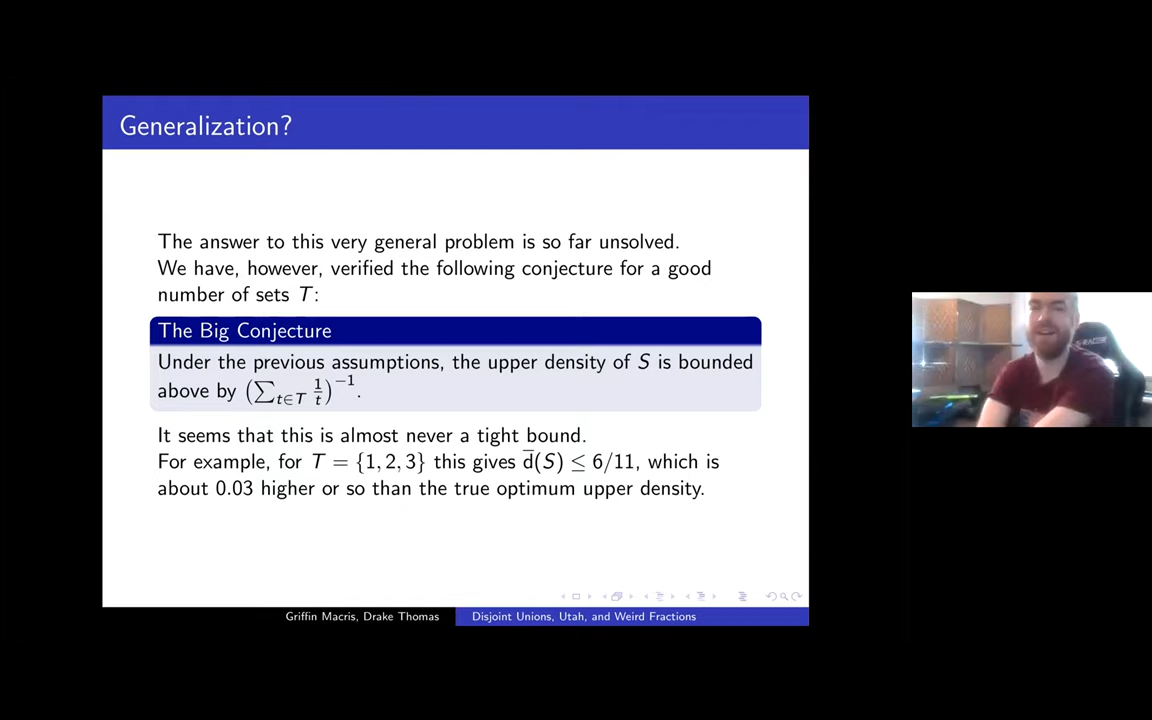 Generalization?
The answer to this very general problem is so far unsolved.
We have, however, verified the following conjecture for a good
number of sets T:
The Big Conjecture
Under the previous assumptions, the upper density of S is bounded
above by (∑_{t∈T} 1/t)^{-1}.
It seems that this is almost never a tight bound.
For example, for T = {1, 2, 3} this gives d̅(S) ≤ 6/11, which is
about 0.03 higher or so than the true optimum upper density.
Griffin Macris, Drake Thomas
Disjoint Unions, Utah, and Weird Fractions